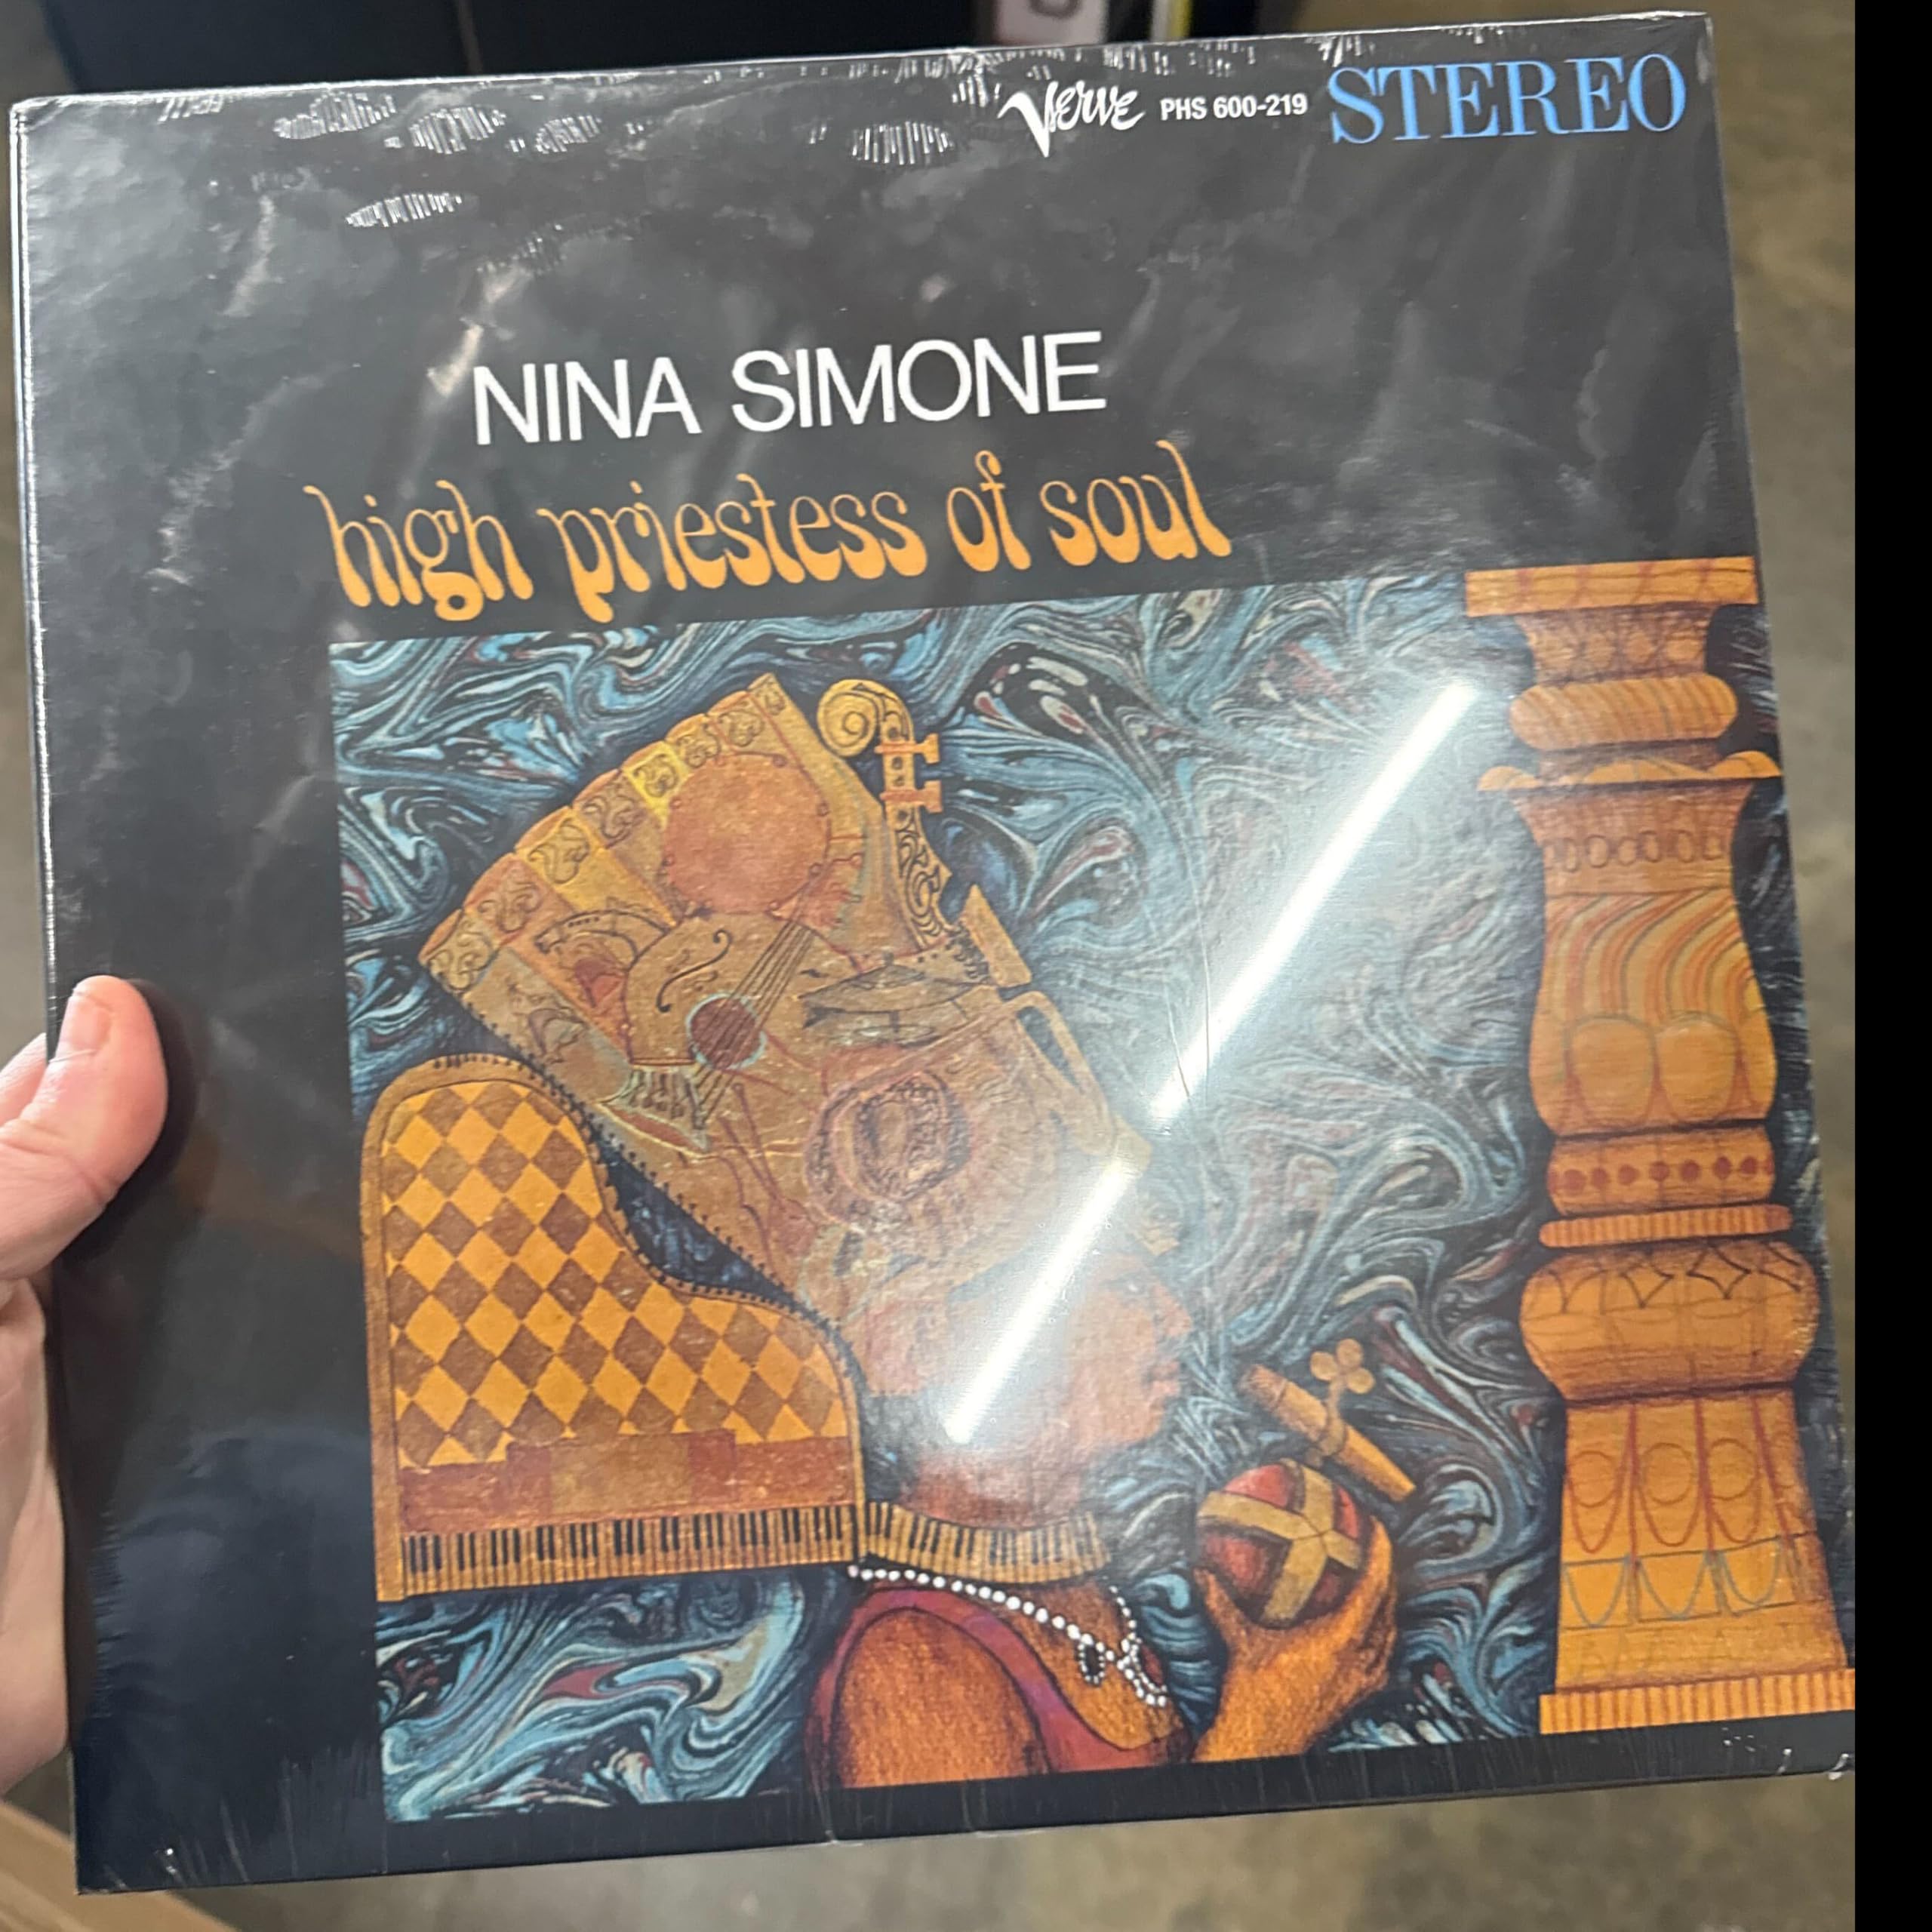 Verve PHS 600-219 STEREO
NINA SIMONE
high priestess of soul